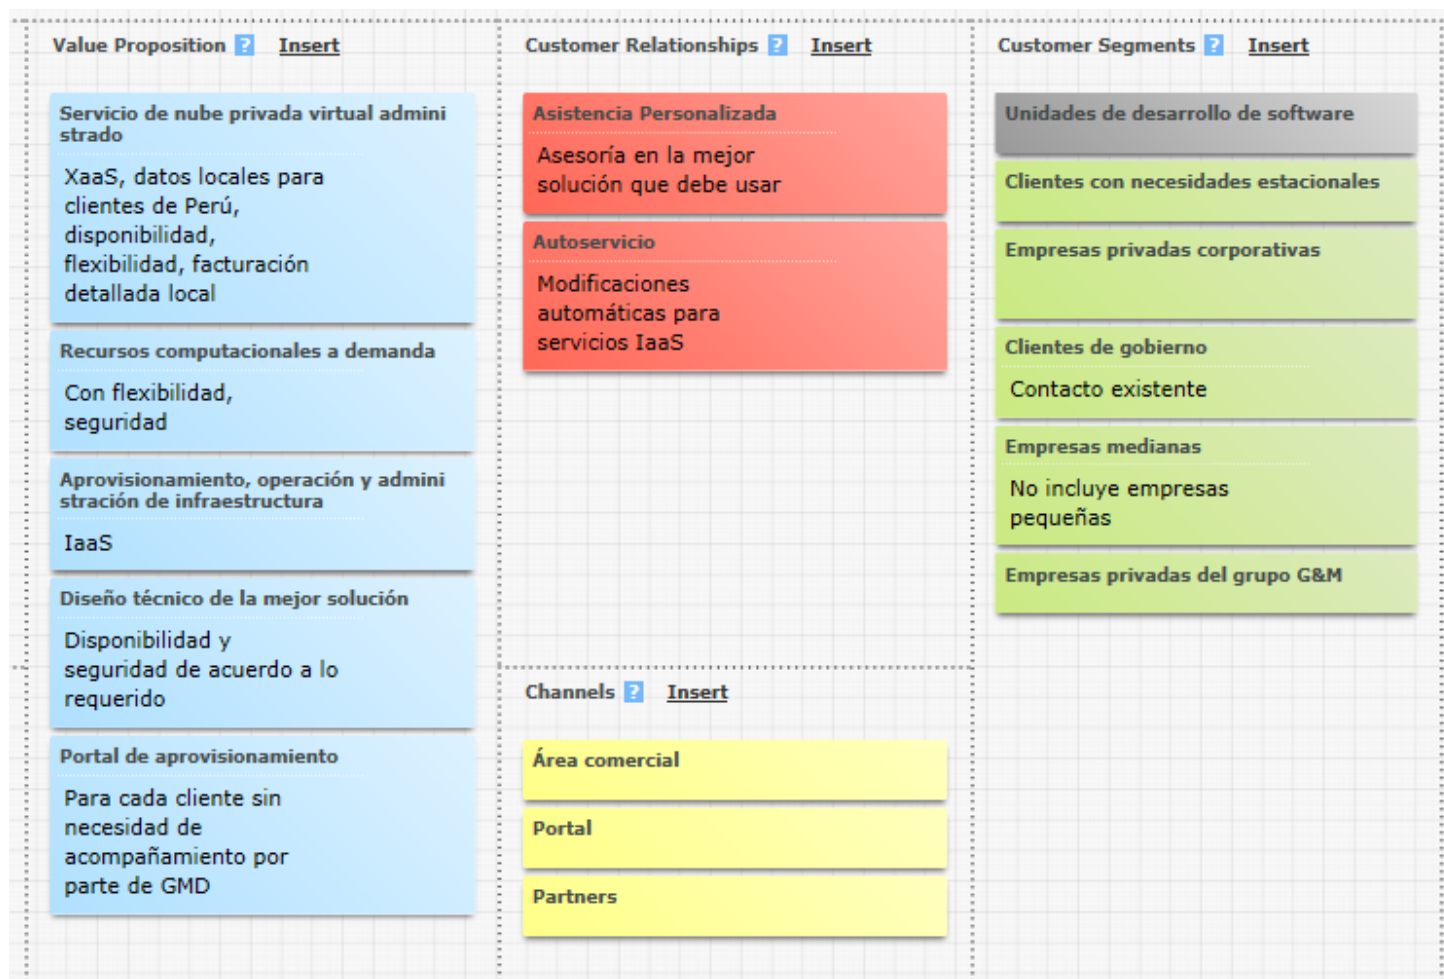 Value Proposition ? Insert
Servicio de nube privada virtual admini
strado
XaaS, datos locales para
clientes de Perú,
disponibilidad,
flexibilidad, facturación
detallada local
Recursos computacionales a demanda
Con flexibilidad,
seguridad
Aprovisionamiento, operación y admini
stración de infraestructura
IaaS
Diseño técnico de la mejor solución
Disponibilidad y
seguridad de acuerdo a lo
requerido
Portal de aprovisionamiento
Para cada cliente sin
necesidad de
acompañamiento por
parte de GMD
Customer Relationships ? Insert
Asistencia Personalizada
Asesoría en la mejor
solución que debe usar
Autoservicio
Modificaciones
automáticas para
servicios IaaS
Channels ? Insert
Área comercial
Portal
Partners
Customer Segments ? Insert
Unidades de desarrollo de software
Clientes con necesidades estacionales
Empresas privadas corporativas
Clientes de gobierno
Contacto existente
Empresas medianas
No incluye empresas
pequeñas
Empresas privadas del grupo G&M